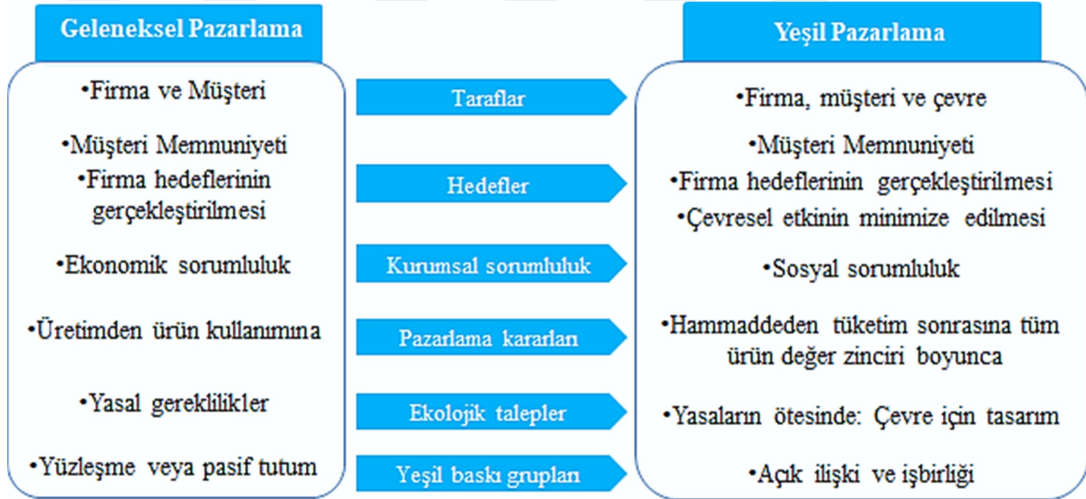 Geleneksel Pazarlama
Yeşil Pazarlama
•Firma ve Müşteri
Taraflar
•Firma, müşteri ve çevre
•Müşteri Memnuniyeti
•Firma hedeflerinin
gerçekleştirilmesi
Hedefler
•Müşteri Memnuniyeti
•Firma hedeflerinin gerçekleştirilmesi
•Çevresel etkinin minimize edilmesi
•Ekonomik sorumluluk
Kurumsal sorumluluk
•Sosyal sorumluluk
•Üretimden ürün kullanımına
Pazarlama kararları
•Hammaddeden tüketim sonrasına tüm
ürün değer zinciri boyunca
•Yasal gereklilikler
Ekolojik talepler
•Yasaların ötesinde: Çevre için tasarım
•Yüzleşme veya pasif tutum
Yeşil baskı grupları
•Açık ilişki ve işbirliği